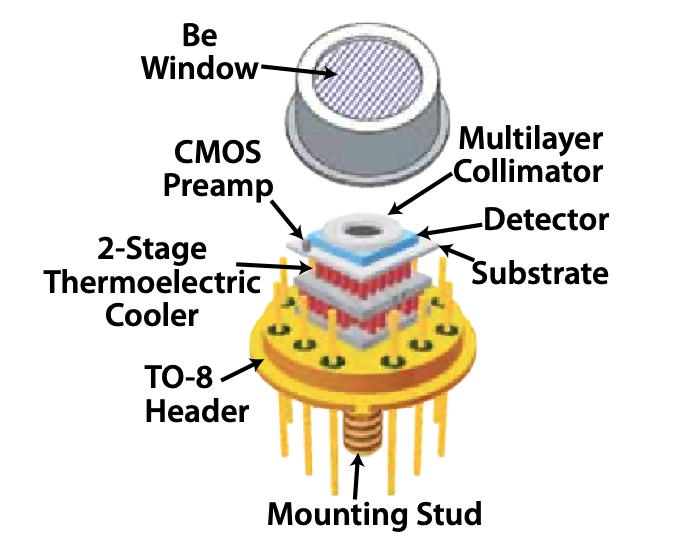 Be
Window
CMOS
Preamp
Multilayer
Collimator
Detector
2-Stage
Thermoelectric
Cooler
Substrate
TO-8
Header
Mounting Stud